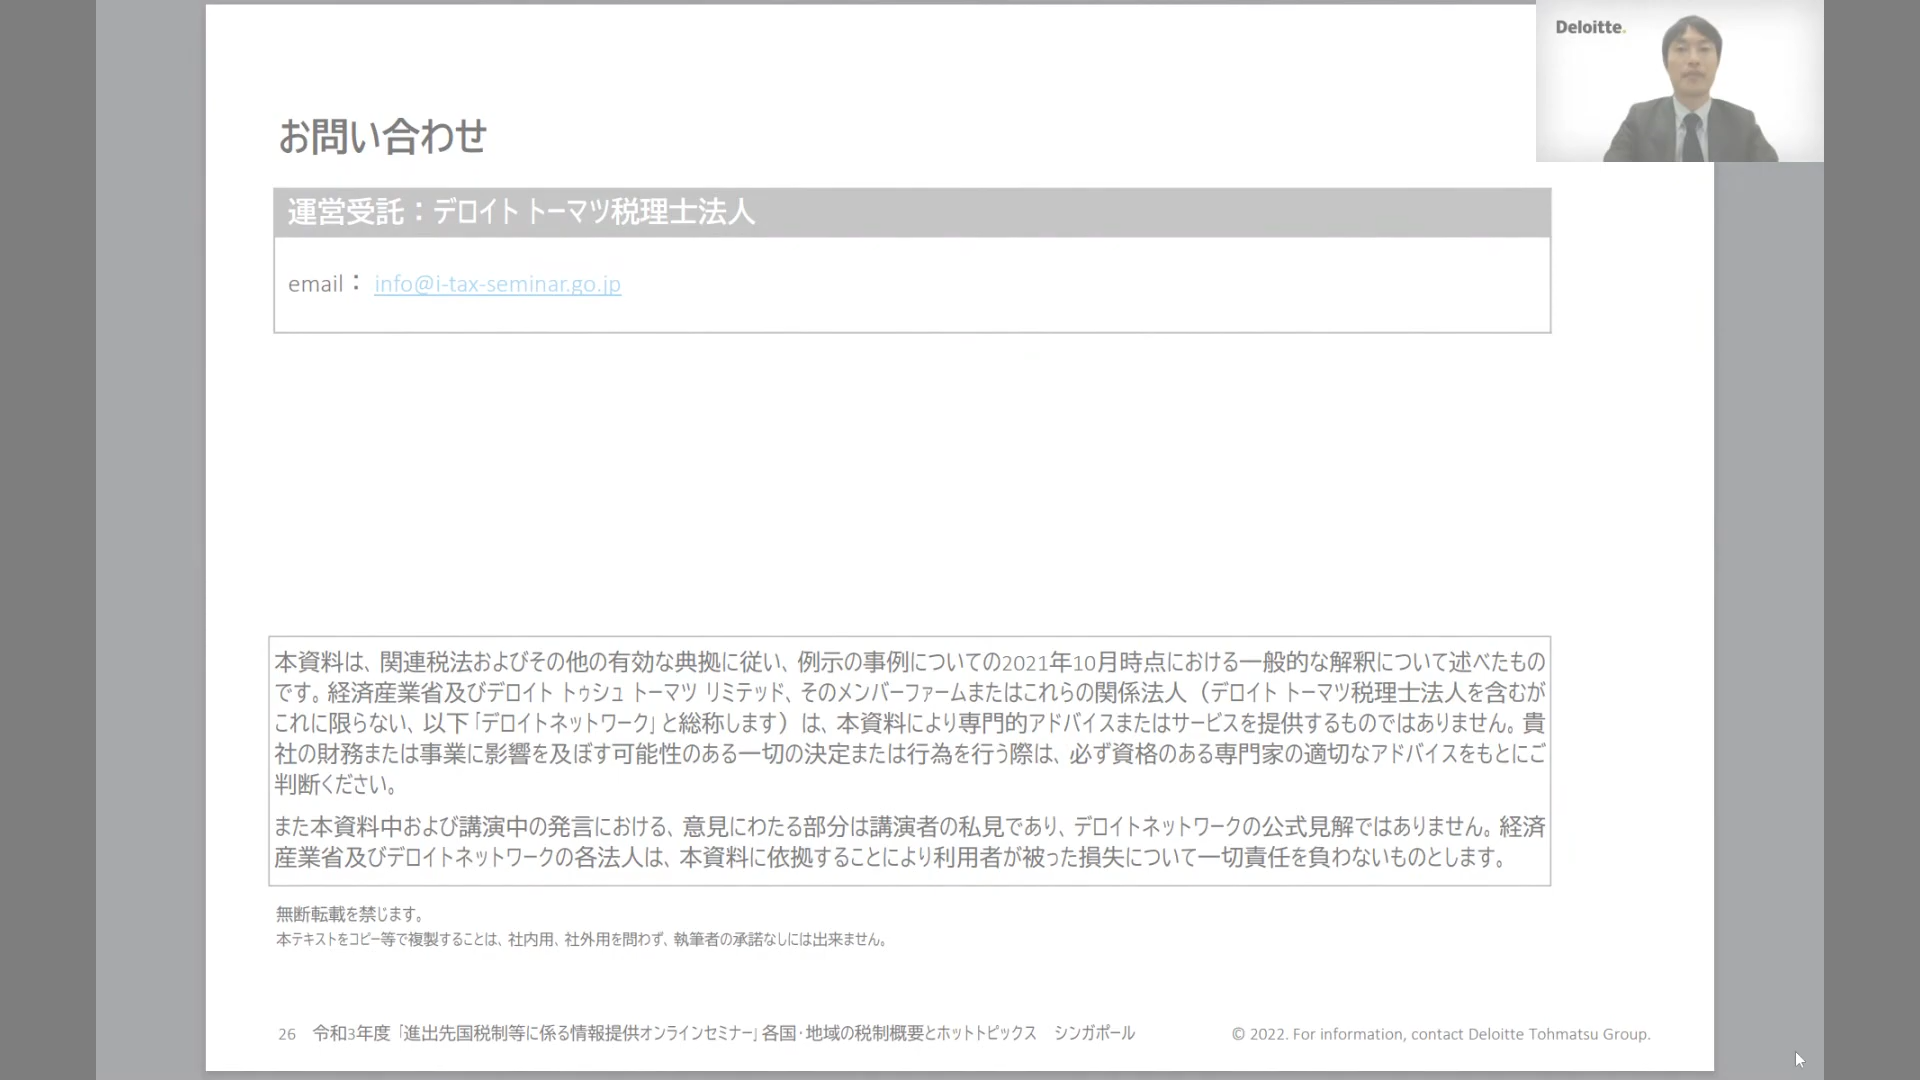 Deloitte.
お問い合わせ
運営受託：デロイト トーマツ税理士法人
email： info@i-tax-seminar.go.jp
本資料は、関連税法およびその他の有効な典拠に従い、例示の事例についての2021年10月時点における一般的な解釈について述べたもの
です。経済産業省及びデロイト トゥシュ トーマツ リミテッド、そのメンバーファームまたはこれらの関係法人（デロイト トーマツ税理士法人を含むが
これに限らない、以下「デロイトネットワーク」と総称します）は、本資料により専門的アドバイスまたはサービスを提供するものではありません。貴
社の財務または事業に影響を及ぼす可能性のある一切の決定または行為を行う際は、必ず資格のある専門家の適切なアドバイスをもとにご
判断ください。
また本資料中および講演中の発言における、意見にわたる部分は講演者の私見であり、デロイトネットワークの公式見解ではありません。経済
産業省及びデロイトネットワークの各法人は、本資料に依拠することにより利用者が被った損失について一切責任を負わないものとします。
無断転載を禁じます。
本テキストをコピー等で複製することは、社内用、社外用を問わず、執筆者の承諾なしには出来ません。
26 令和3年度「進出先国税制等に係る情報提供オンラインセミナー」各国･地域の税制概要とホットトピックス　シンガポール
© 2022. For information, contact Deloitte Tohmatsu Group.